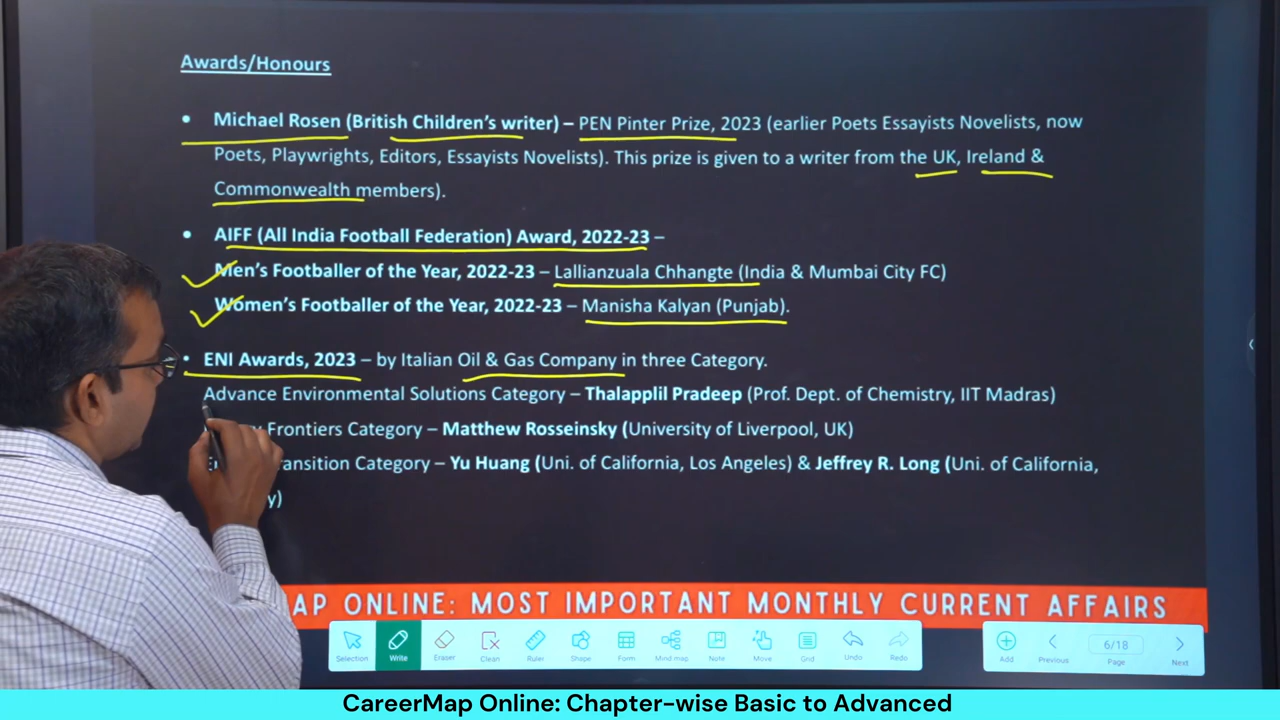 Awards/Honours
• Michael Rosen (British Children's writer) – PEN Pinter Prize, 2023 (earlier Poets Essayists Novelists, now
Poets, Playwrights, Editors, Essayists Novelists). This prize is given to a writer from the UK, Ireland &
Commonwealth members).
• AIFF (All India Football Federation) Award, 2022-23 –
Men's Footballer of the Year, 2022-23 – Lallianzuala Chhangte (India & Mumbai City FC)
Women's Footballer of the Year, 2022-23 – Manisha Kalyan (Punjab).
• ENI Awards, 2023 – by Italian Oil & Gas Company in three Category.
Advance Environmental Solutions Category – Thalapplil Pradeep (Prof. Dept. of Chemistry, IIT Madras)
Frontiers Category – Matthew Rosseinsky (University of Liverpool, UK)
Category – Yu Huang (Uni. of California, Los Angeles) & Jeffrey R. Long (Uni. of California,
AP ONLINE: MOST IMPORTANT MONTHLY CURRENT AFFAIRS
Selection Write Eraser Clean Ruler Shape Form Mind map Note Move Grid Undo Redo
Add Previous 6/18 Page Next
CareerMap Online: Chapter-wise Basic to Advanced